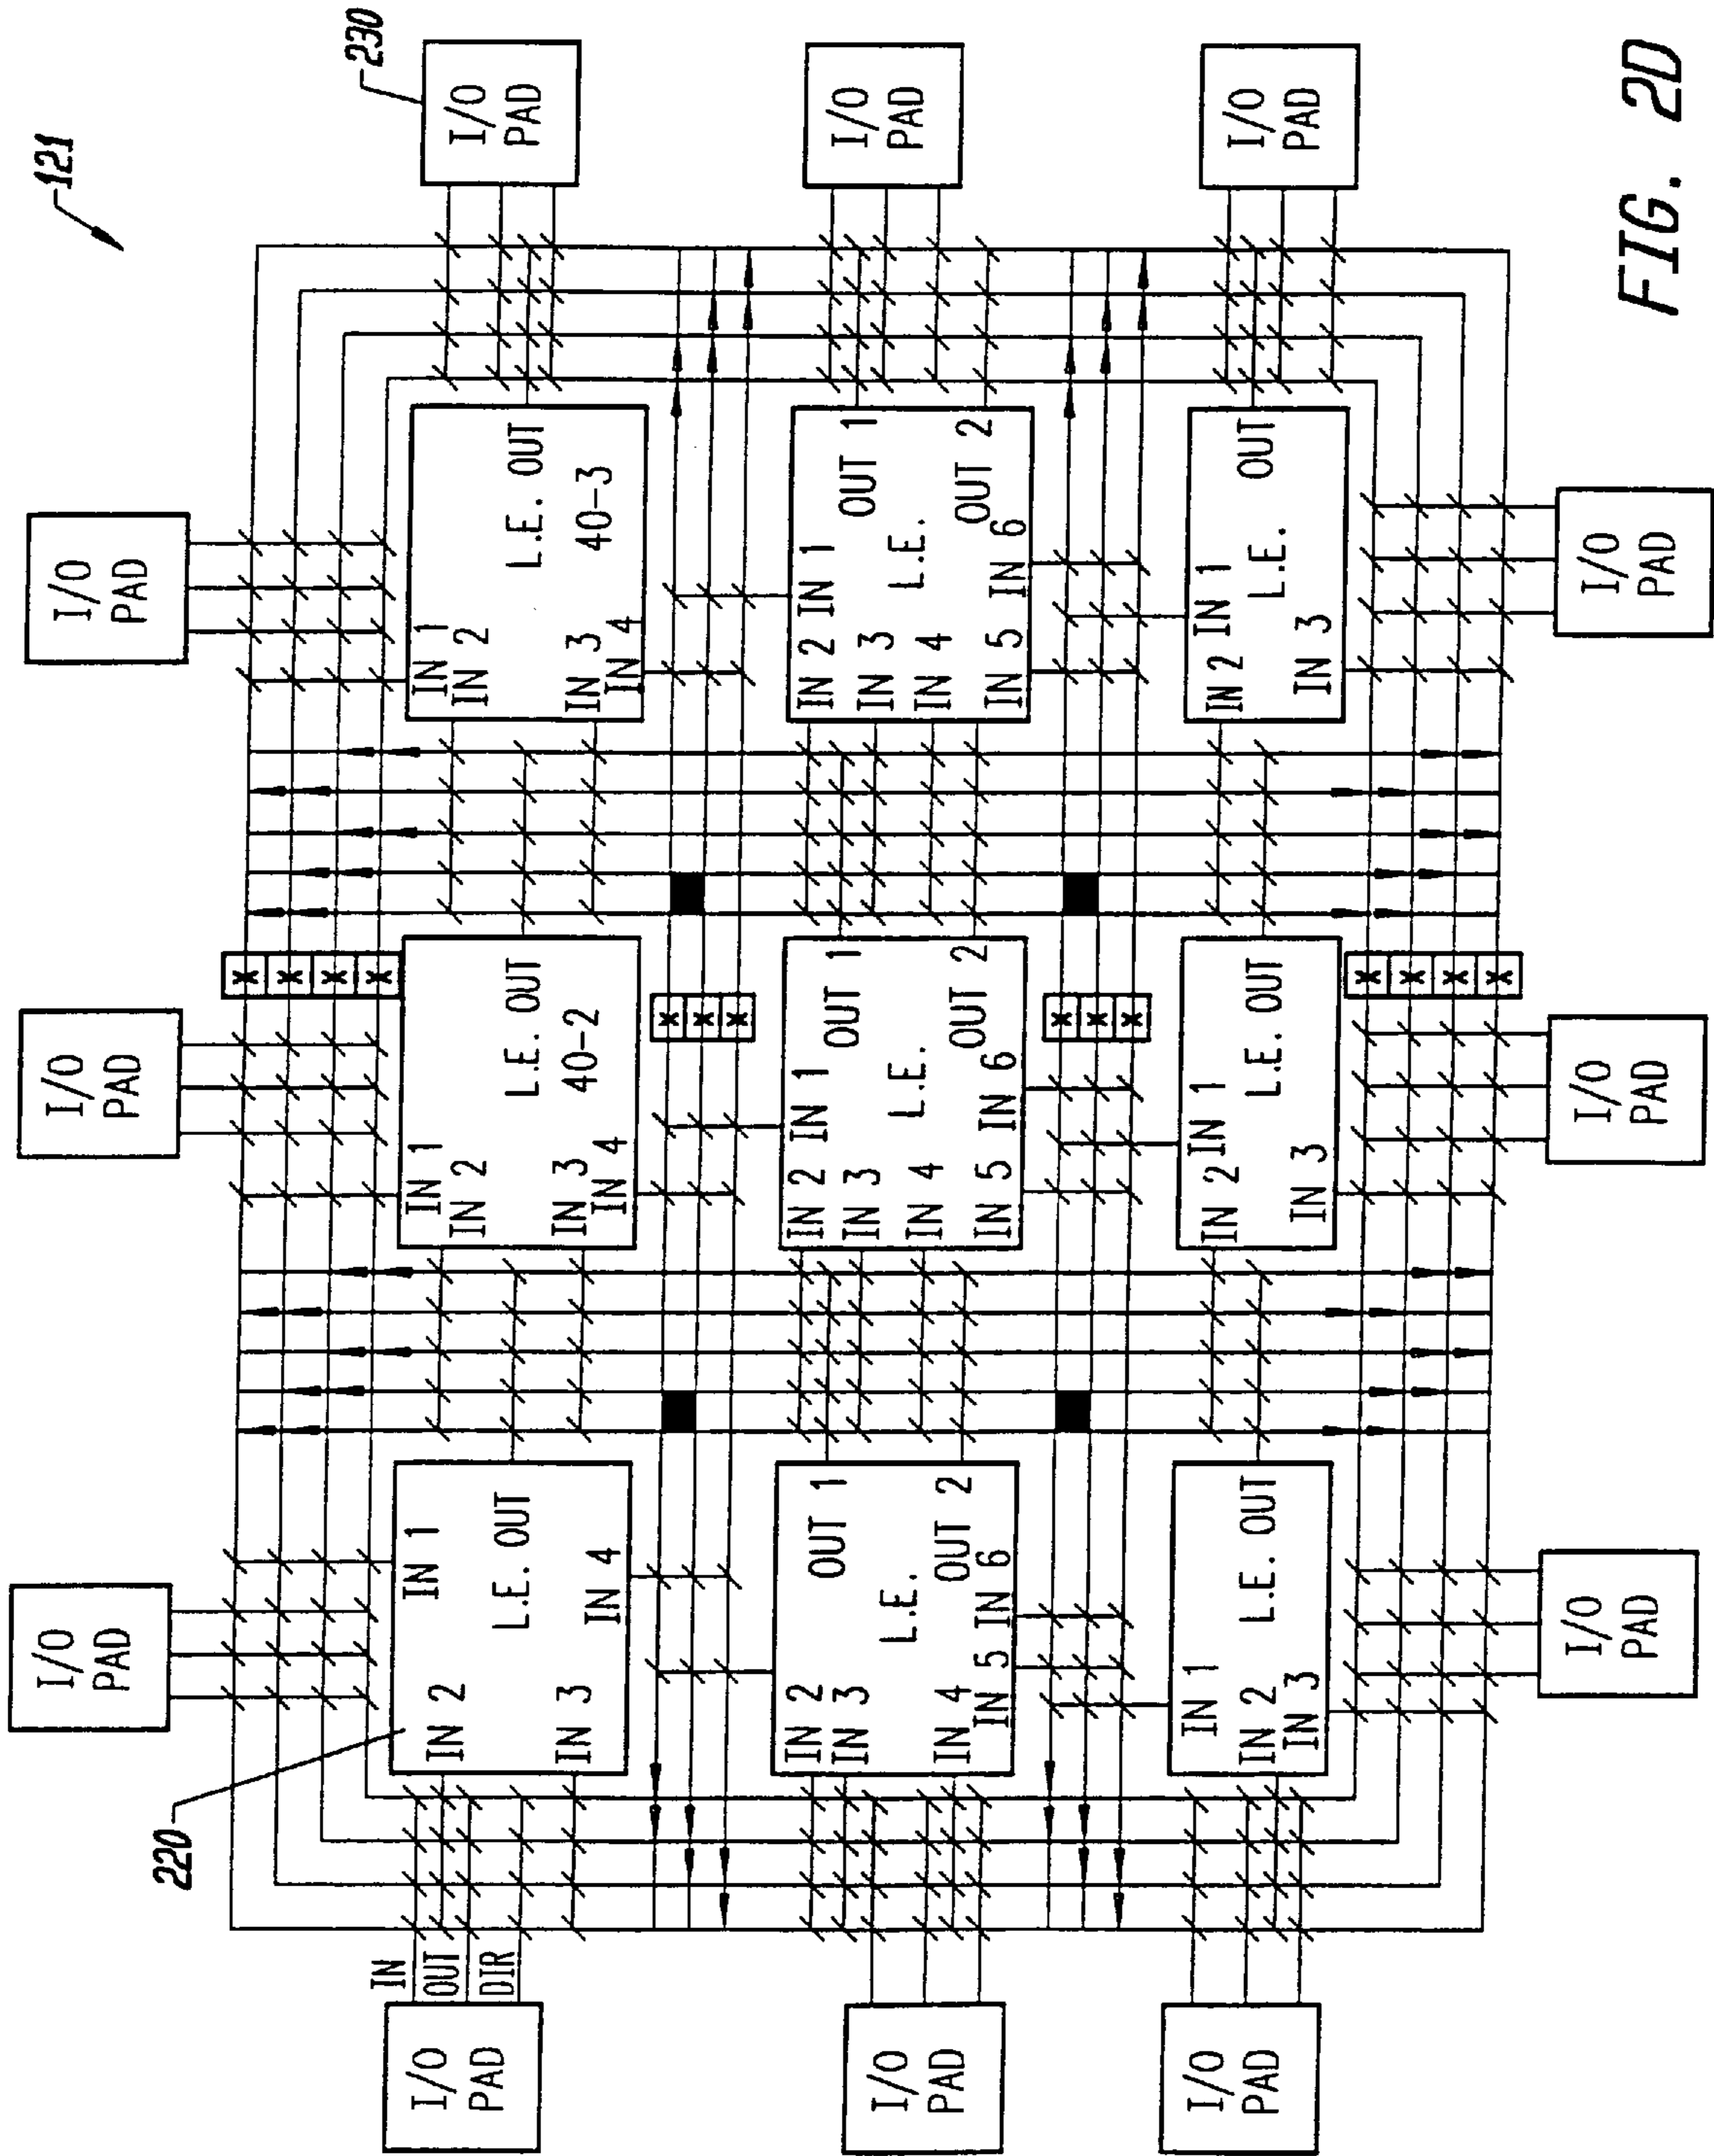 121
I/O
PAD
I/O
PAD
I/O
PAD
220
230
I/O
PAD
IN
OUT
DIR
IN 1
IN 2
L.E. OUT
IN 3
IN 4
IN 1
IN 2
L.E. OUT
40-2
IN 3
IN 4
IN 1
IN 2
L.E. OUT
40-3
IN 3
IN 4
I/O
PAD
I/O
PAD
IN 2
OUT 1
IN 3
L.E.
IN 4
OUT 2
IN 5
IN 6
IN 2
IN 1
OUT 1
IN 3
L.E.
IN 4
OUT 2
IN 5
IN 6
IN 2
IN 1
OUT 1
IN 3
L.E.
IN 4
OUT 2
IN 5
IN 6
I/O
PAD
I/O
PAD
IN 1
IN 2
L.E. OUT
IN 3
IN 2
IN 1
L.E. OUT
IN 3
IN 2
IN 1
L.E.
OUT
IN 3
I/O
PAD
I/O
PAD
I/O
PAD
I/O
PAD
FIG. 2D